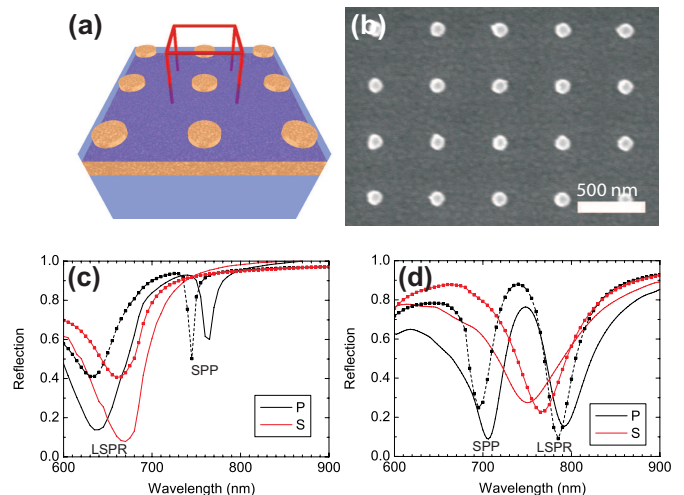 (a)
(b)
500 nm
(c)
1.0
0.8
0.6
0.4
0.2
0.0
Reflection
SPP
LSPR
P
S
600 700 800 900
Wavelength (nm)
(d)
1.0
0.8
0.6
0.4
0.2
0.0
Reflection
SPP
LSPR
P
S
600 700 800 900
Wavelength (nm)